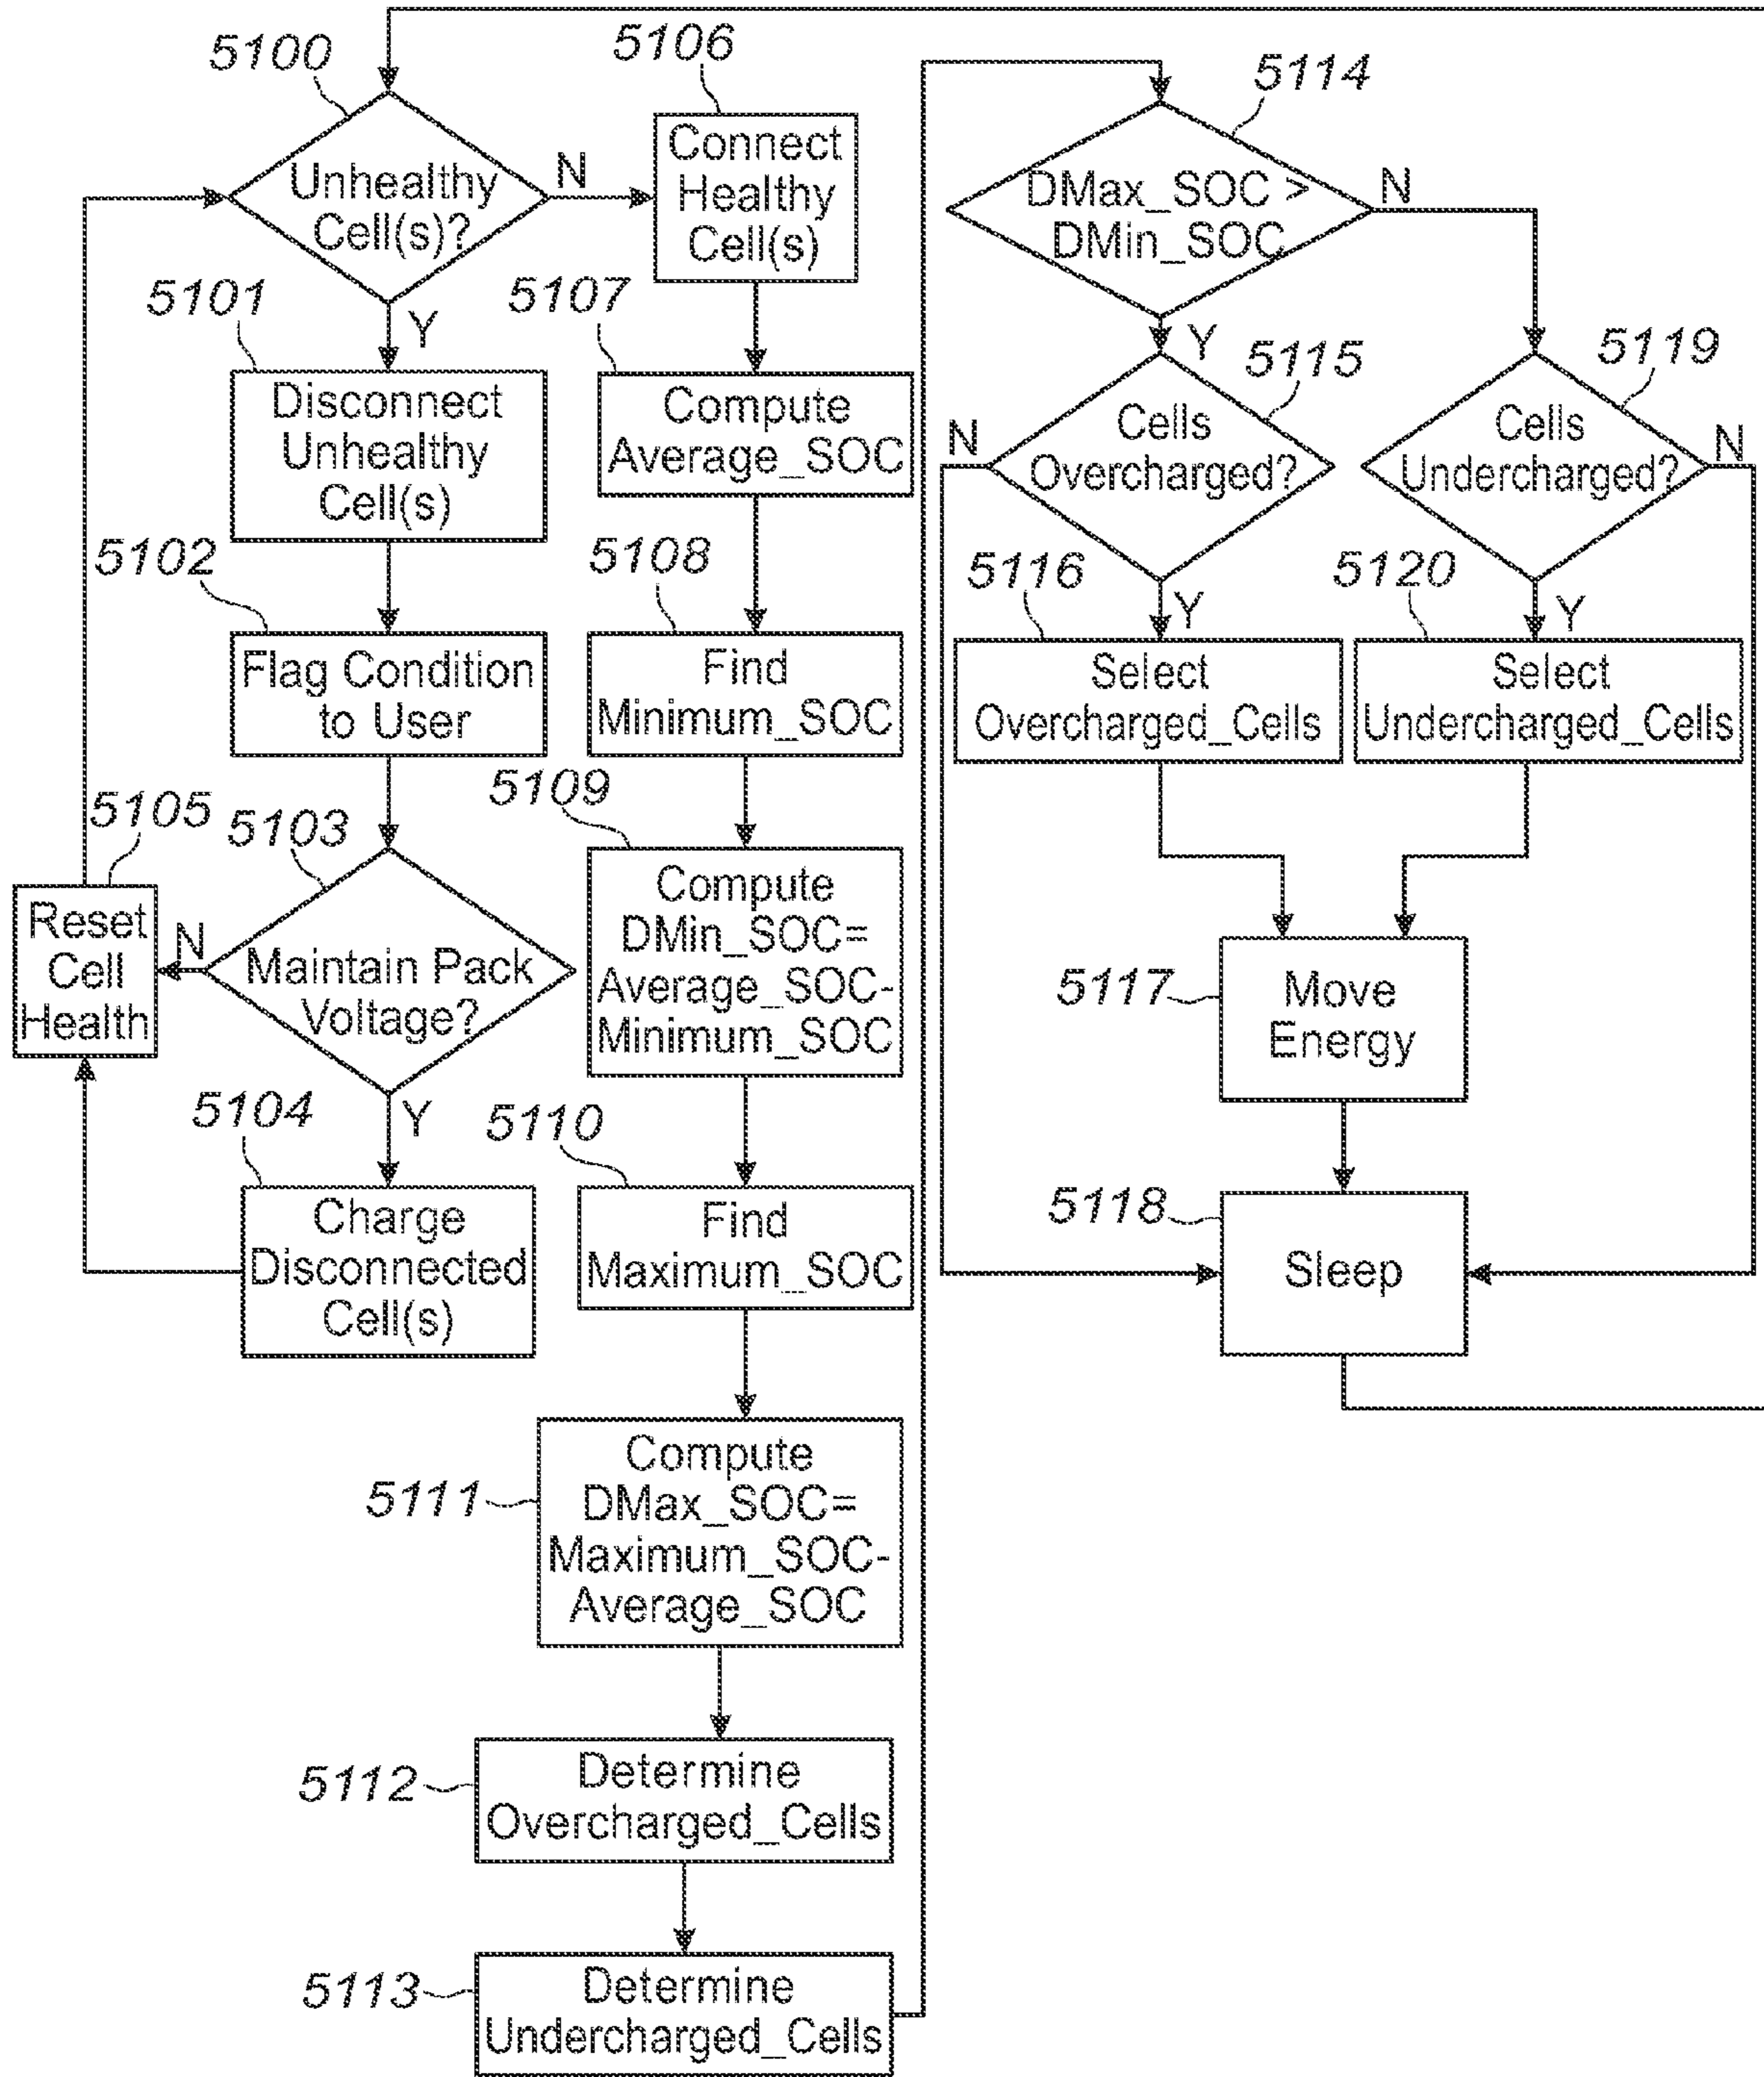 5100
Unhealthy
Cell(s)?
N
Y
5101
Disconnect
Unhealthy
Cell(s)
5102
Flag Condition
to User
5103
Maintain Pack
Voltage?
N
Y
5105
Reset
Cell
Health
5104
Charge
Disconnected
Cell(s)
5106
Connect
Healthy
Cell(s)
5107
Compute
Average_SOC
5108
Find
Minimum_SOC
5109
Compute
DMin_SOC=
Average_SOC-
Minimum_SOC
5110
Find
Maximum_SOC
5111
Compute
DMax_SOC=
Maximum_SOC-
Average_SOC
5112
Determine
Overcharged_Cells
5113
Determine
Undercharged_Cells
5114
DMax_SOC >
DMin_SOC
N
Y
5115
Cells
Overcharged?
N
Y
5116
Select
Overcharged_Cells
5119
Cells
Undercharged?
N
Y
5120
Select
Undercharged_Cells
5117
Move
Energy
5118
Sleep